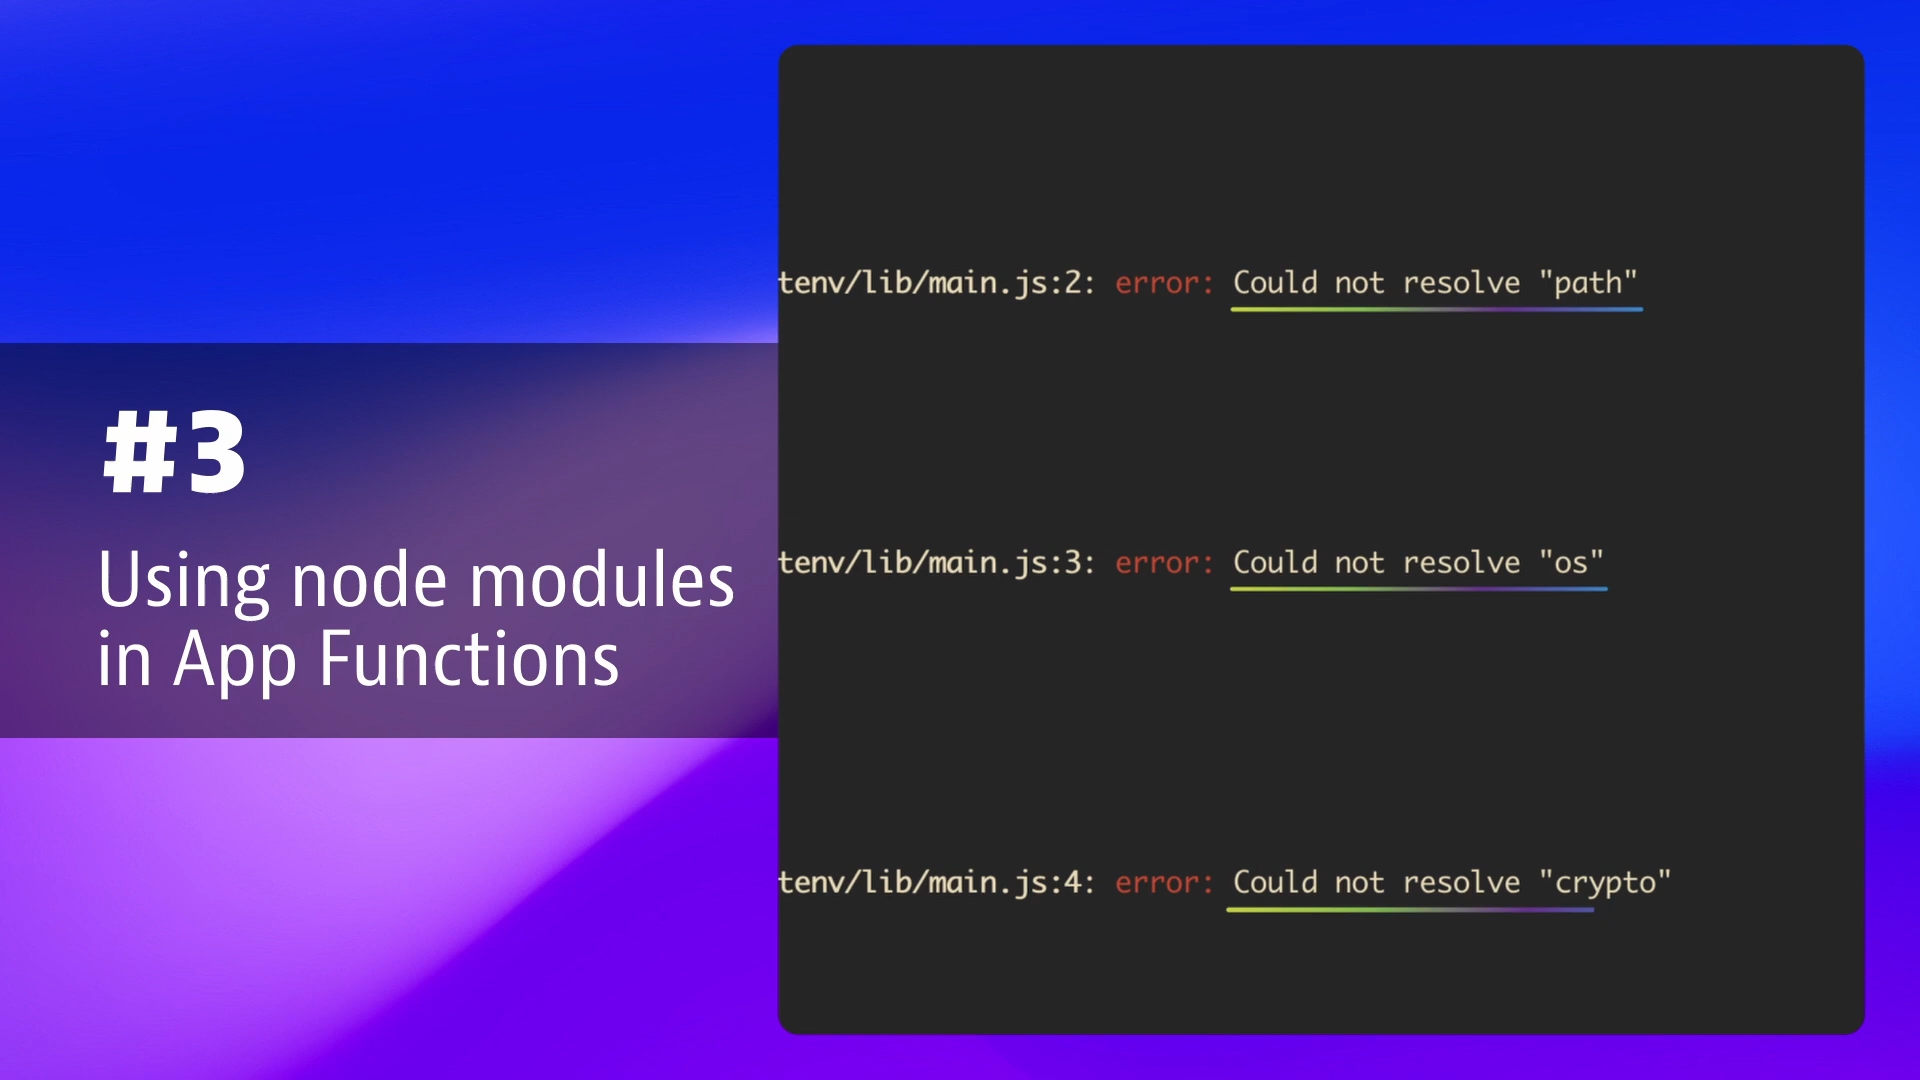 #3
Using node modules
in App Functions
tenv/lib/main.js:2: error: Could not resolve "path"
tenv/lib/main.js:3: error: Could not resolve "os"
tenv/lib/main.js:4: error: Could not resolve "crypto"